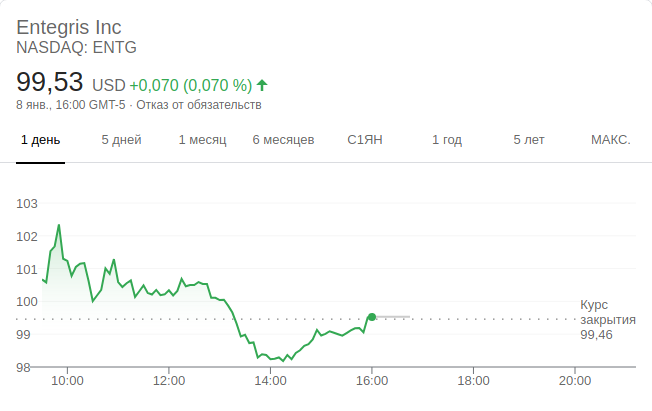 Entegris Inc
NASDAQ: ENTG
99,53 USD +0,070 (0,070 %)
8 янв., 16:00 GMT-5 · Отказ от обязательств
1 день 5 дней 1 месяц 6 месяцев С1ЯН 1 год 5 лет МАКС.
103
102
101
100
99
98
Курс
закрытия
99,46
10:00 12:00 14:00 16:00 18:00 20:00